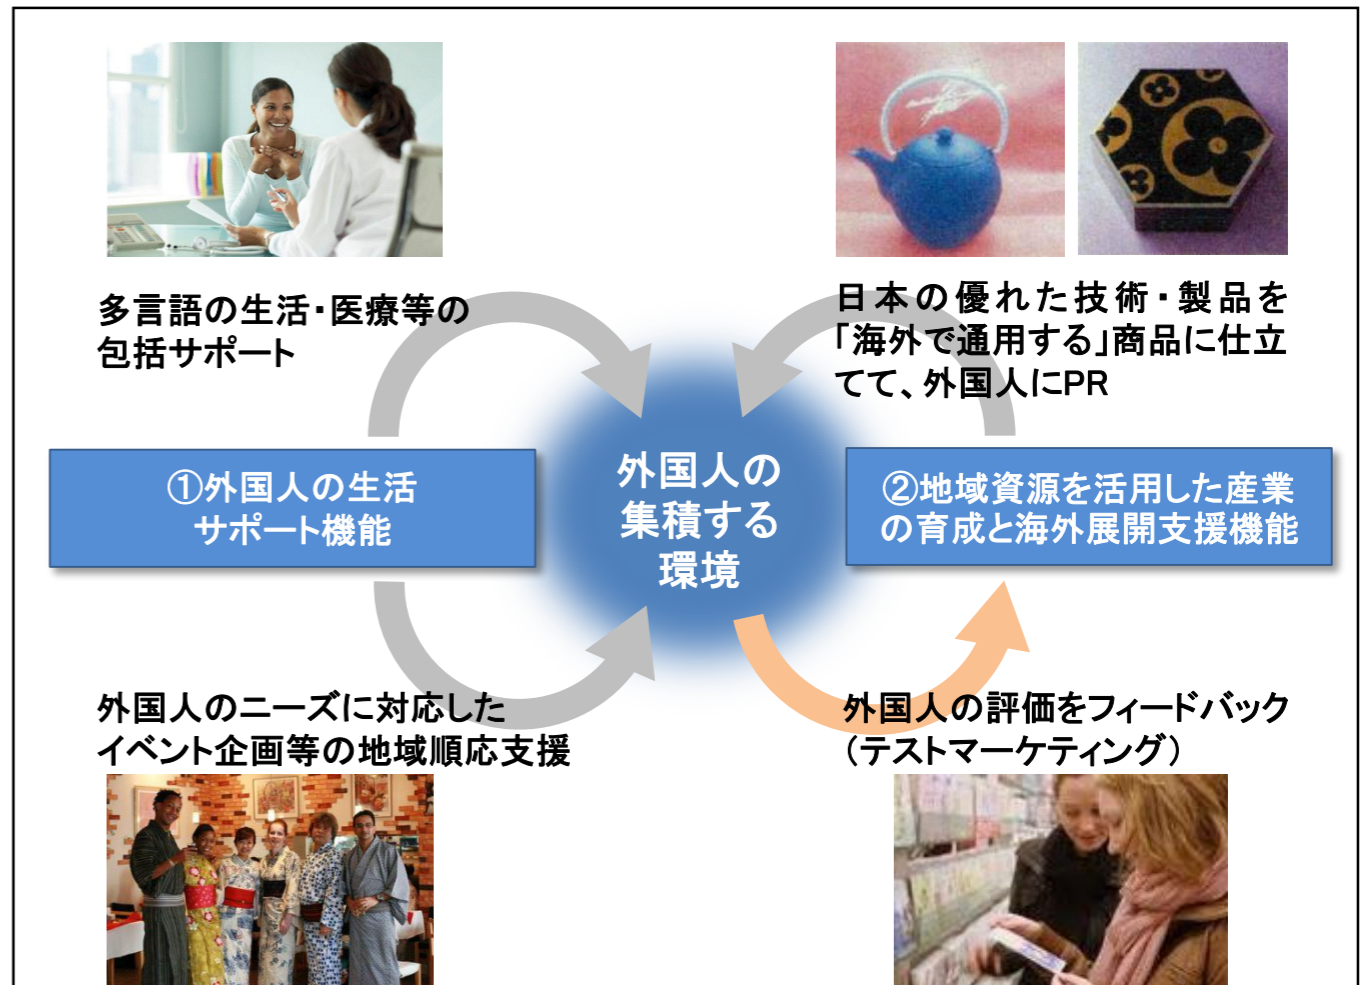 多言語の生活・医療等の
包括サポート
日本の優れた技術・製品を
「海外で通用する」商品に仕立
てて、外国人にPR
①外国人の生活
サポート機能
外国人の
集積する
環境
②地域資源を活用した産業
の育成と海外展開支援機能
外国人のニーズに対応した
イベント企画等の地域順応支援
外国人の評価をフィードバック
（テストマーケティング）